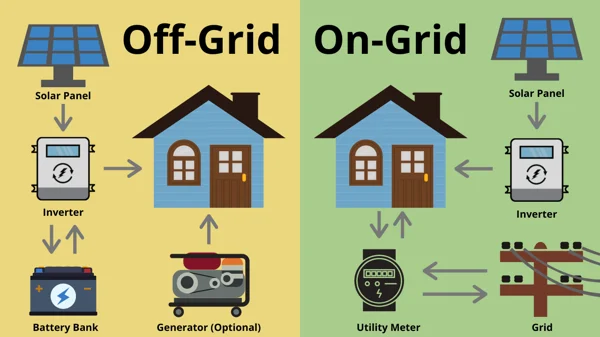 Off-Grid
Solar Panel
Inverter
Battery Bank
Generator (Optional)
On-Grid
Solar Panel
Inverter
Utility Meter
Grid